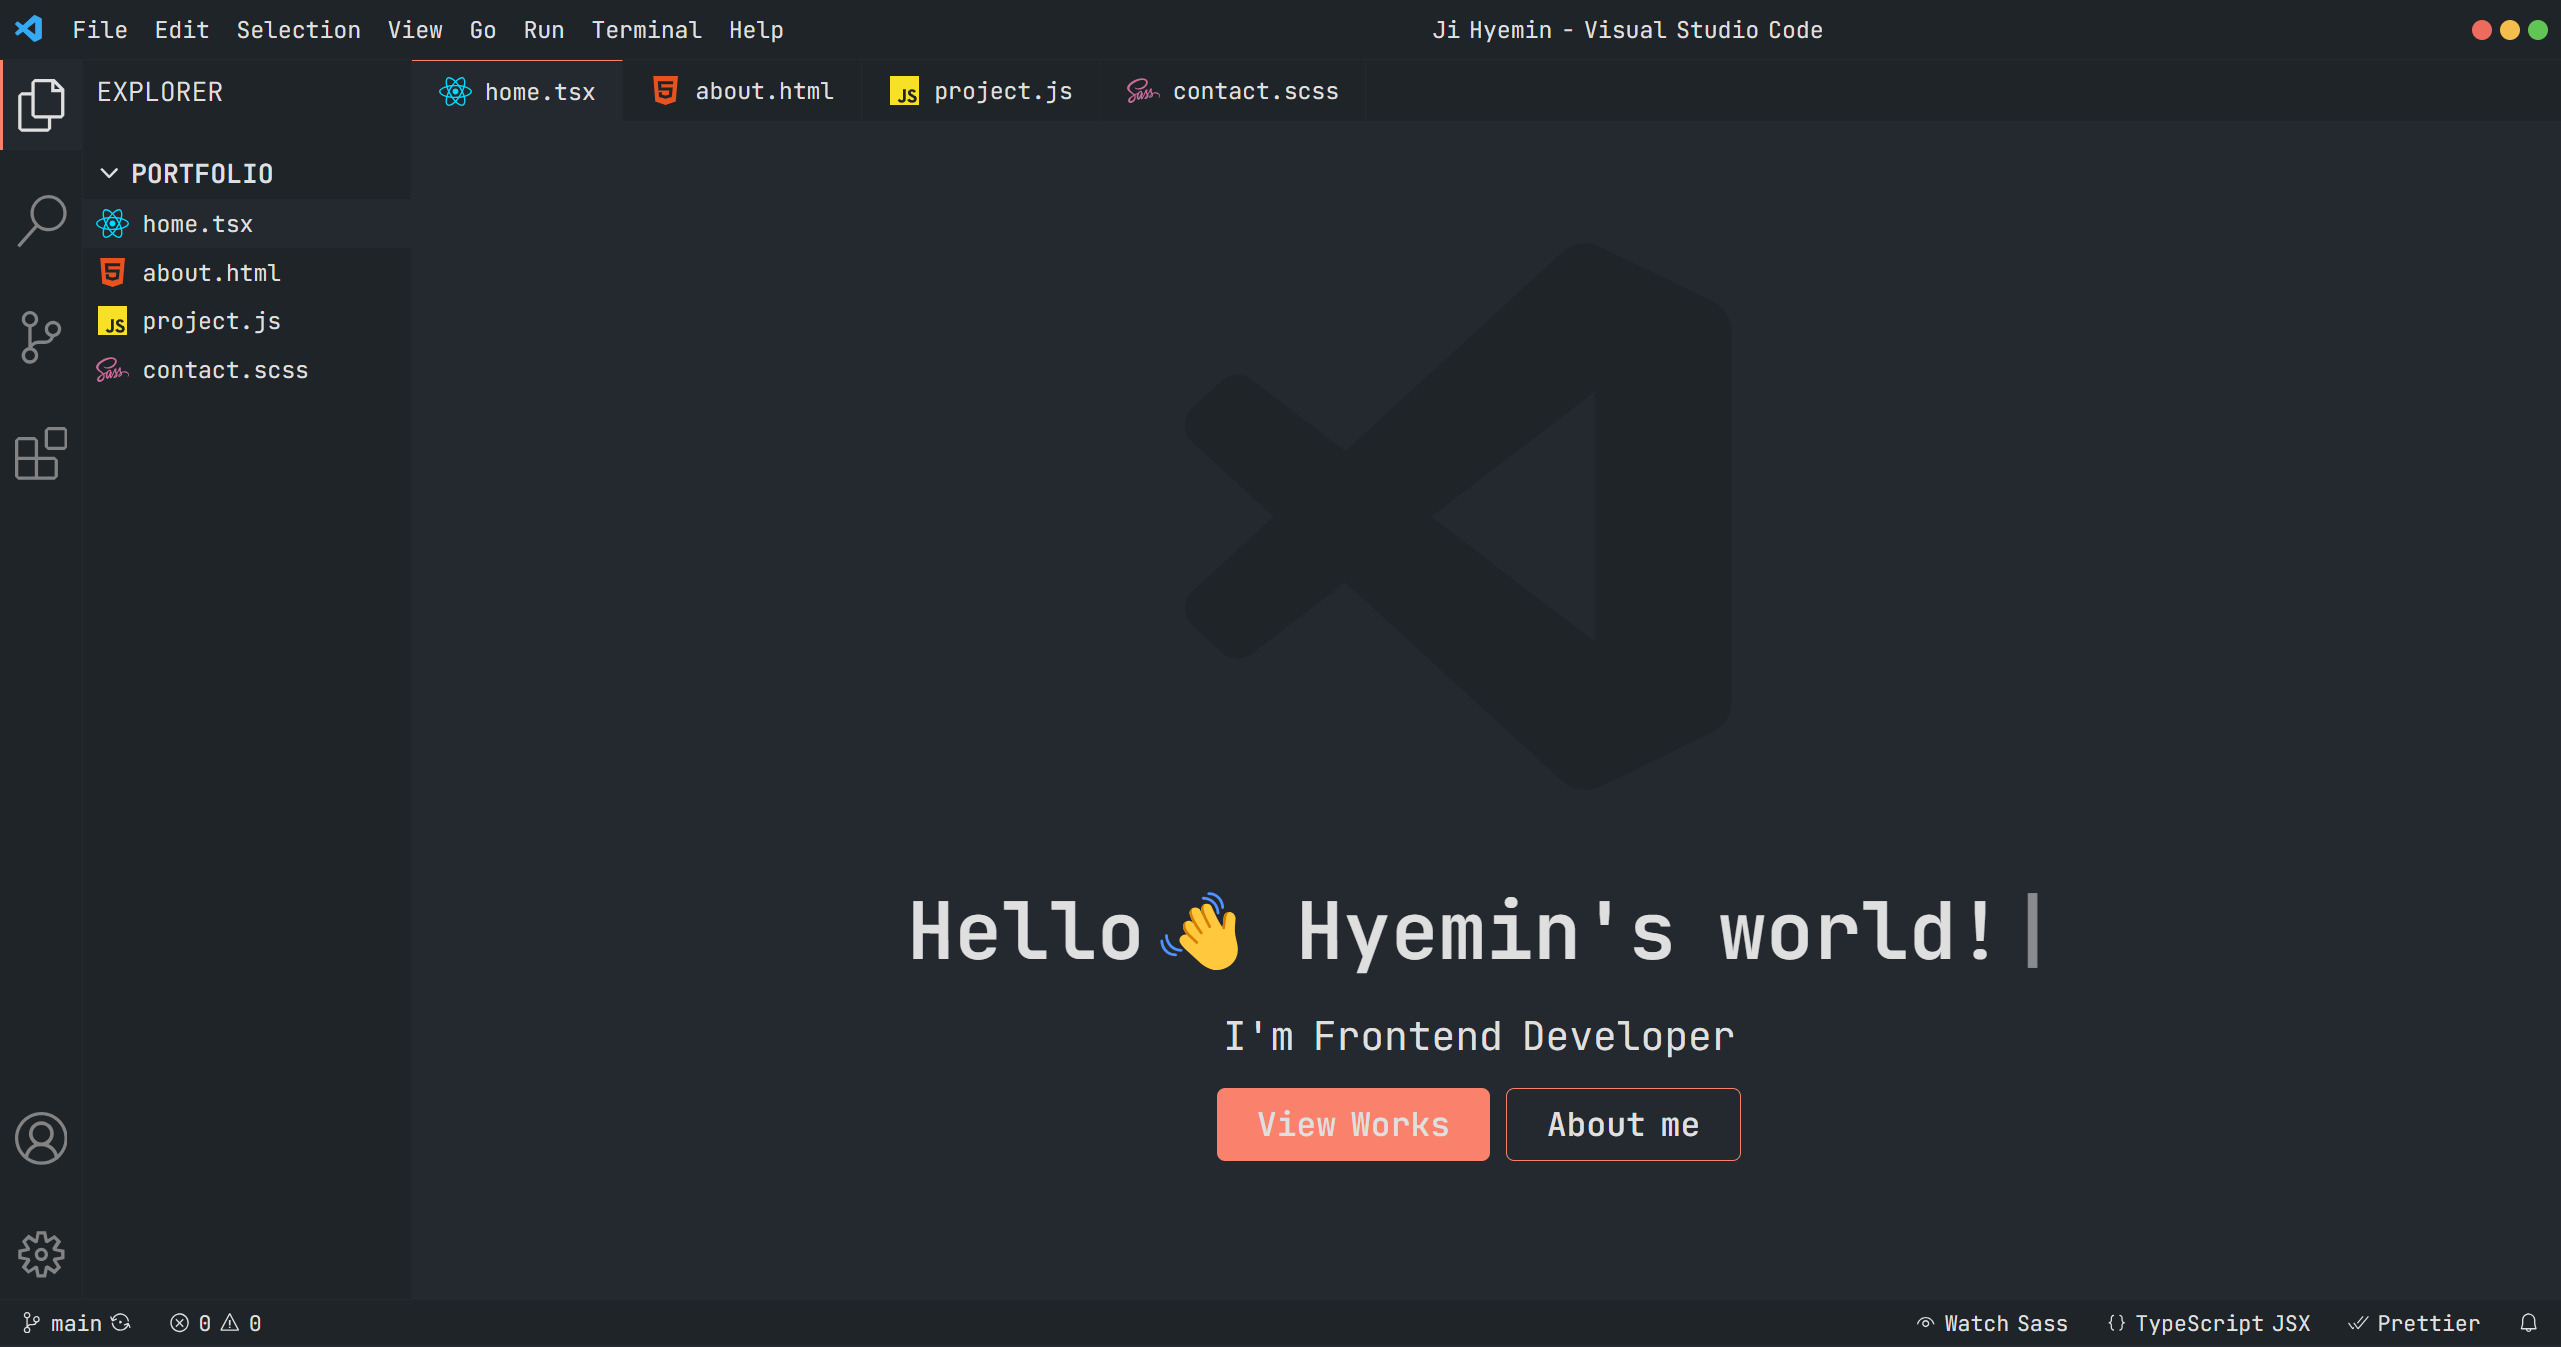 File Edit Selection View Go Run Terminal Help
Ji Hyemin - Visual Studio Code
EXPLORER
PORTFOLIO
home.tsx
about.html
JS project.js
Sass contact.scss
home.tsx
about.html
JS project.js
Sass contact.scss
Hello👋 Hyemin's world!
I'm Frontend Developer
View Works
About me
main
0 0
Watch Sass
{} TypeScript JSX
Prettier